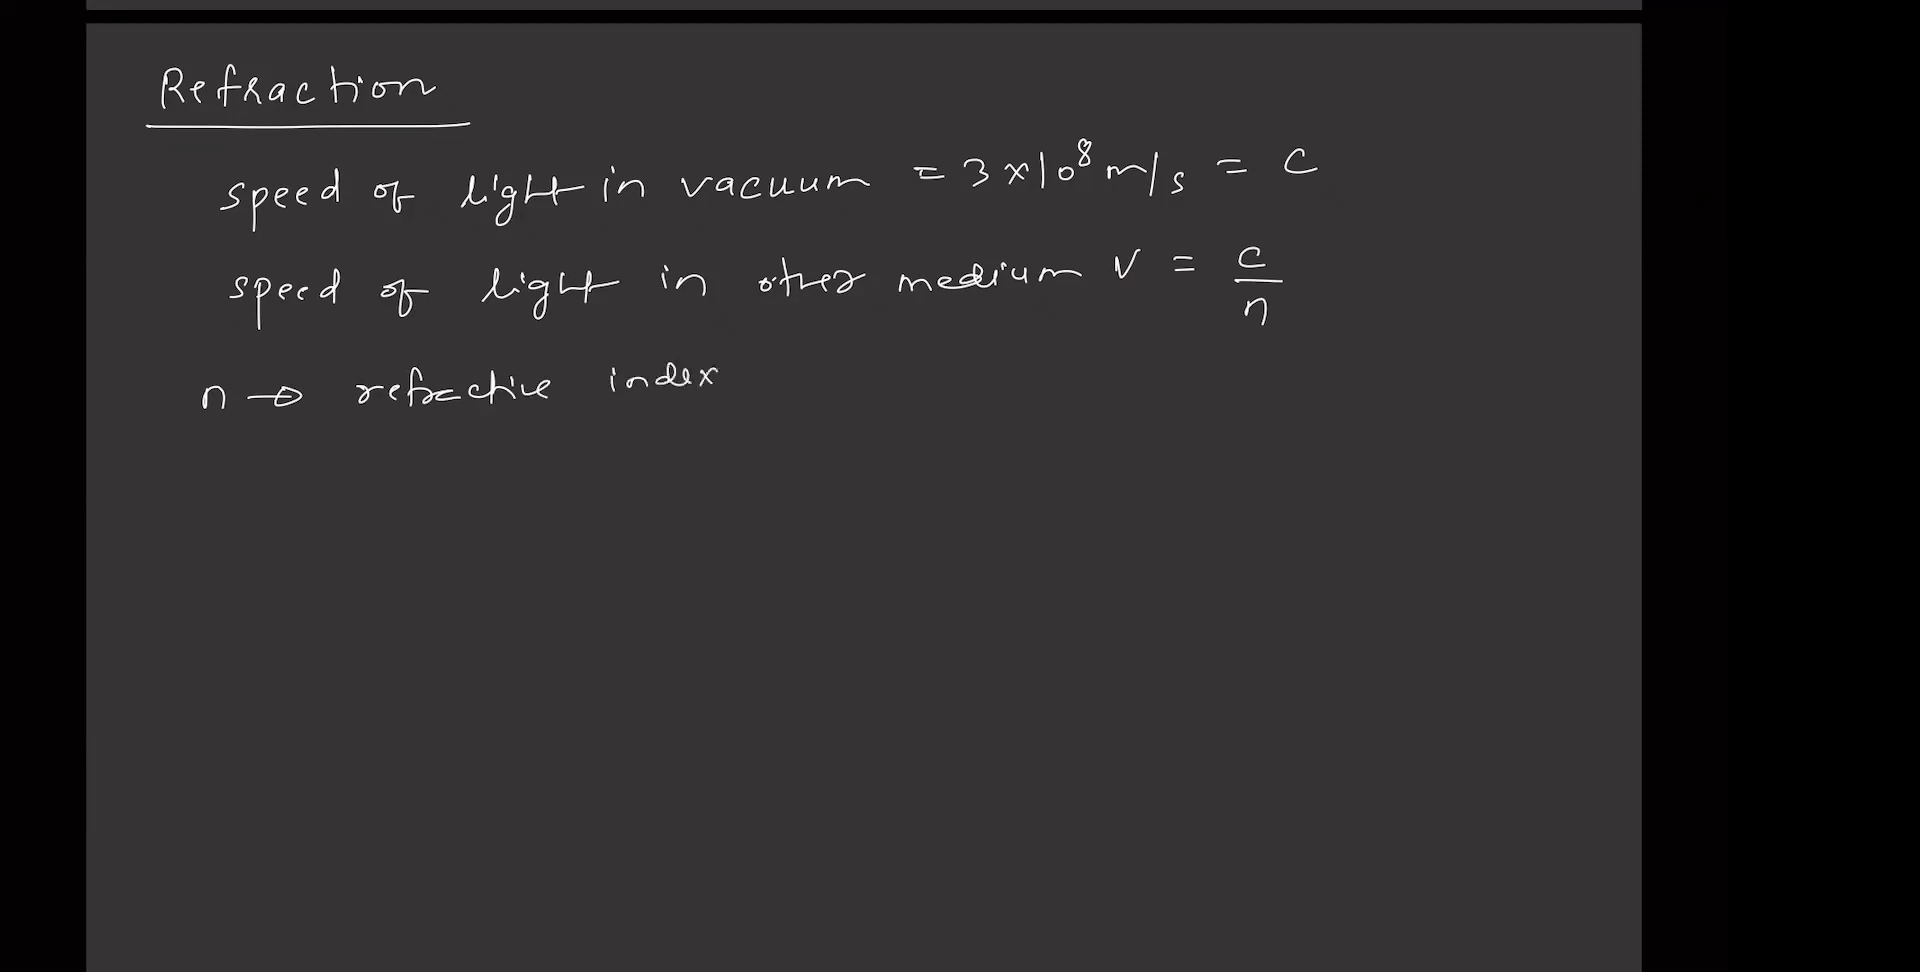 Refraction
speed of light in vacuum = 3 x 10⁸ m/s = c
speed of light in other medium v = c/n
n → refractive index